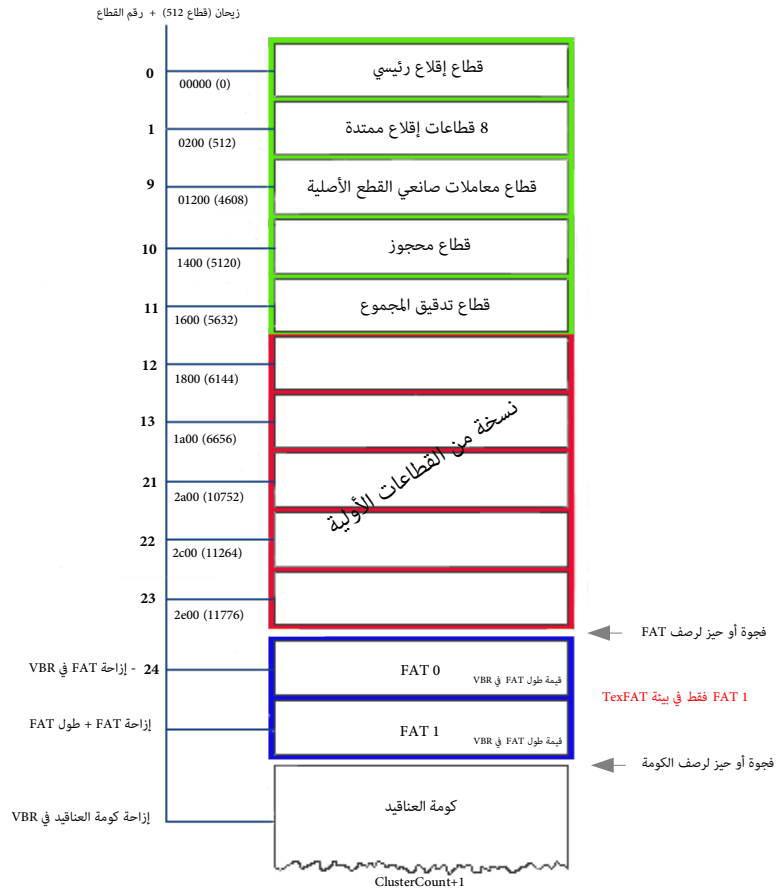 زيحان (قطاع 512) + رقم القطاع
0
00000 (0)
قطاع إقلاع رئيسي
1
0200 (512)
8 قطاعات إقلاع ممتدة
9
01200 (4608)
قطاع معاملات صانعي القطع الأصلية
10
1400 (5120)
قطاع محجوز
11
1600 (5632)
قطاع تدقيق المجموع
12
1800 (6144)
13
1a00 (6656)
21
2a00 (10752)
22
2c00 (11264)
23
2e00 (11776)
نسخة من القطاعات الأولية
فجوة أو حيز لرصف FAT
24 - إزاحة FAT في VBR
FAT 0
قيمة طول FAT في VBR
FAT 1 فقط في بيئة TexFAT
إزاحة FAT + طول FAT
FAT 1
قيمة طول FAT في VBR
فجوة أو حيز لرصف الكومة
إزاحة كومة العناقيد في VBR
كومة العناقيد
ClusterCount+1